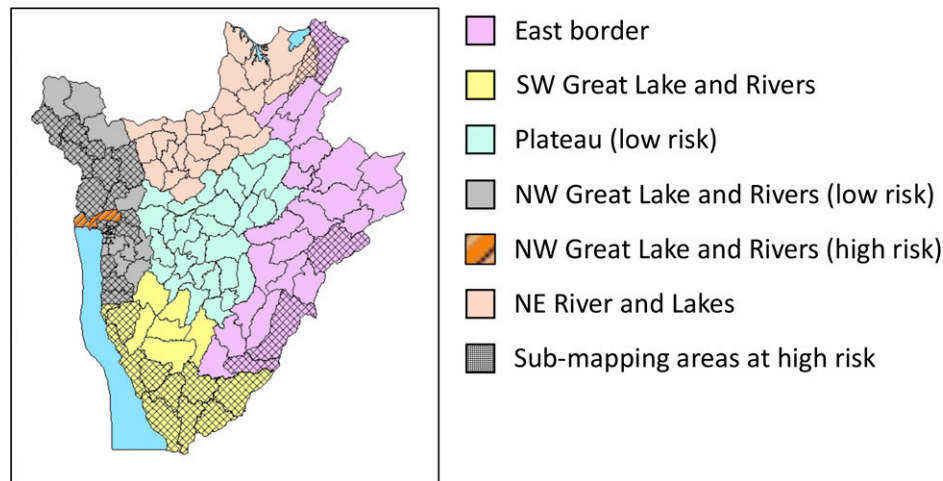 East border
SW Great Lake and Rivers
Plateau (low risk)
NW Great Lake and Rivers (low risk)
NW Great Lake and Rivers (high risk)
NE River and Lakes
Sub-mapping areas at high risk